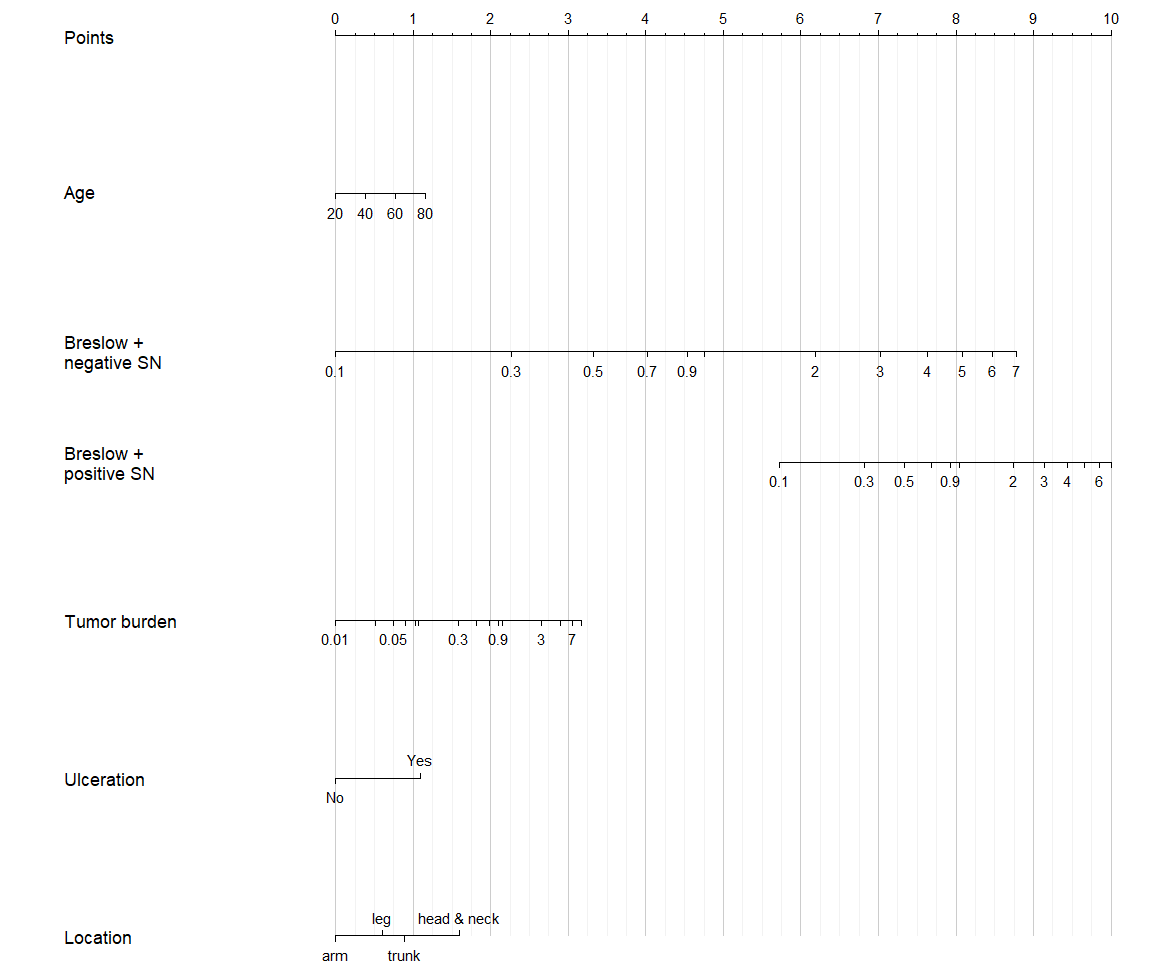 0 1 2 3 4 5 6 7 8 9 10
Points
Age
20 40 60 80
Breslow +
negative SN
0.1 0.3 0.5 0.7 0.9 2 3 4 5 6 7
Breslow +
positive SN
0.1 0.3 0.5 0.9 2 3 4 6
Tumor burden
0.01 0.05 0.3 0.9 3 7
Yes
Ulceration
No
leg head & neck
Location
arm trunk